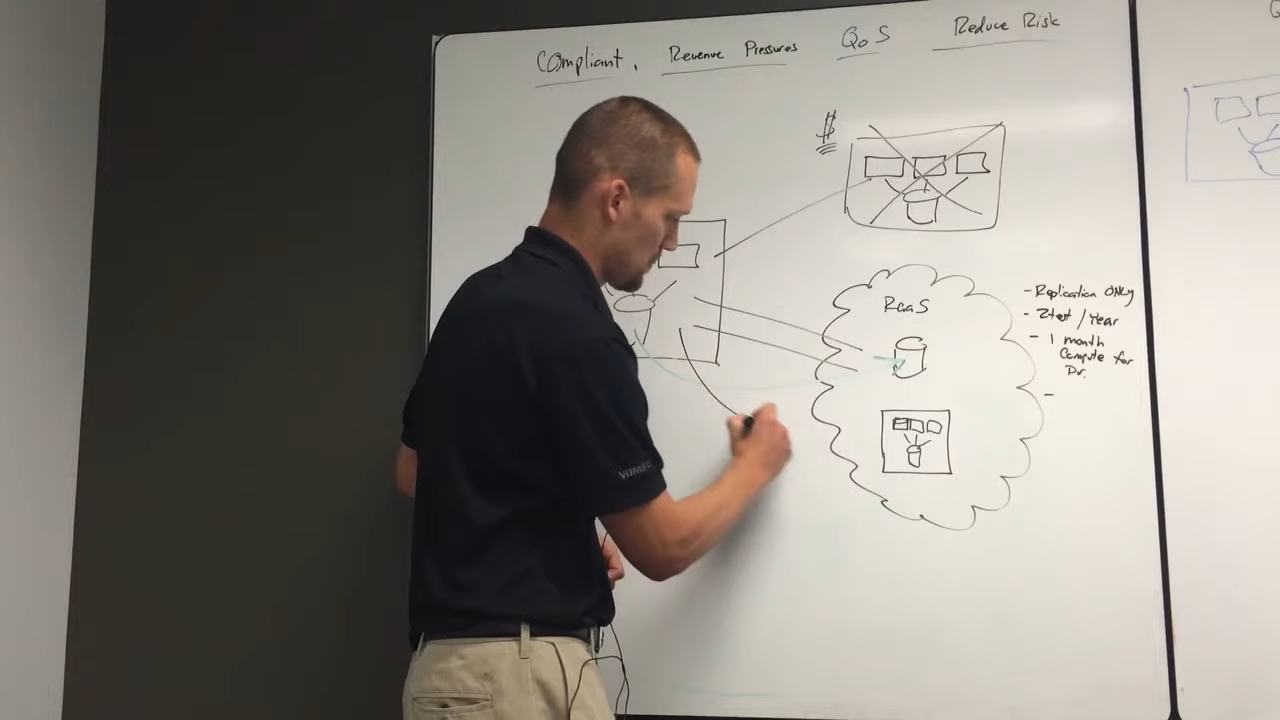 Compliant, Revenue Pressures QoS Reduce Risk
$
RaaS
- Replication ONLY
- 2test / Year
- 1 month
Compute for
Dr.
-